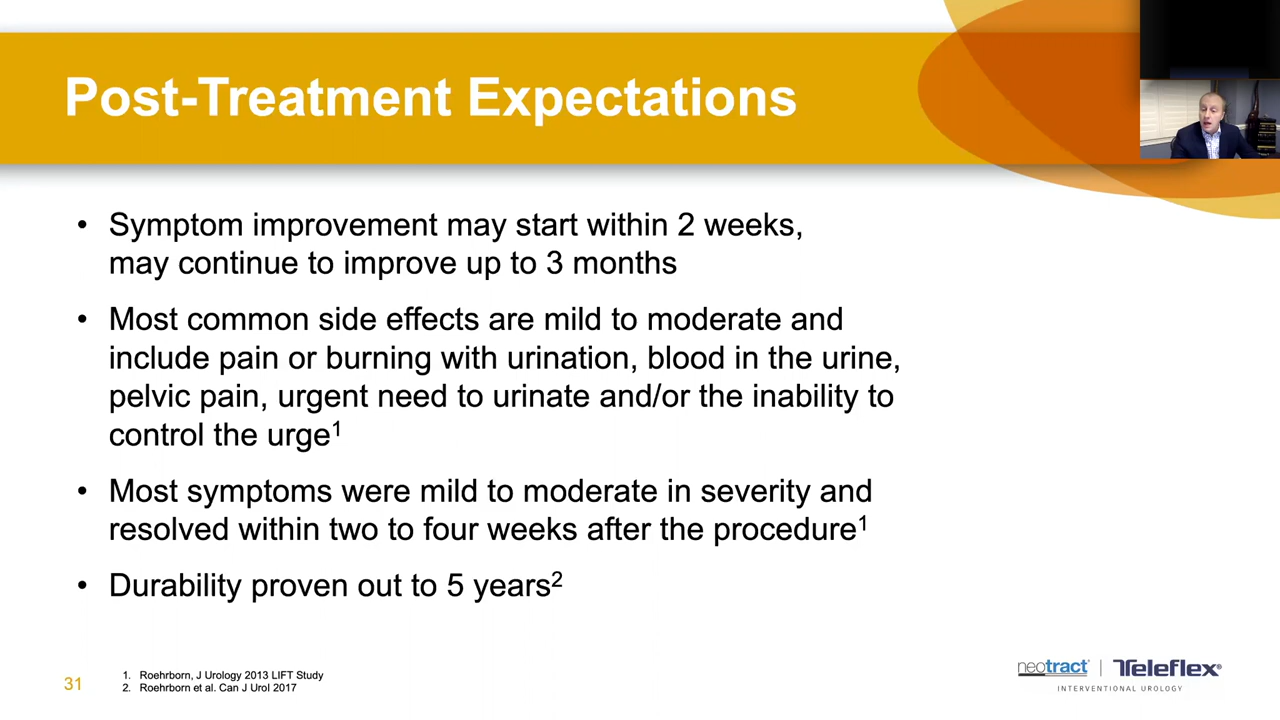 Post-Treatment Expectations
• Symptom improvement may start within 2 weeks,
may continue to improve up to 3 months
• Most common side effects are mild to moderate and
include pain or burning with urination, blood in the urine,
pelvic pain, urgent need to urinate and/or the inability to
control the urge¹
• Most symptoms were mild to moderate in severity and
resolved within two to four weeks after the procedure¹
• Durability proven out to 5 years²
31
1. Roehrborn, J Urology 2013 LIFT Study
2. Roehrborn et al. Can J Urol 2017
neotract® | Teleflex®
INTERVENTIONAL UROLOGY